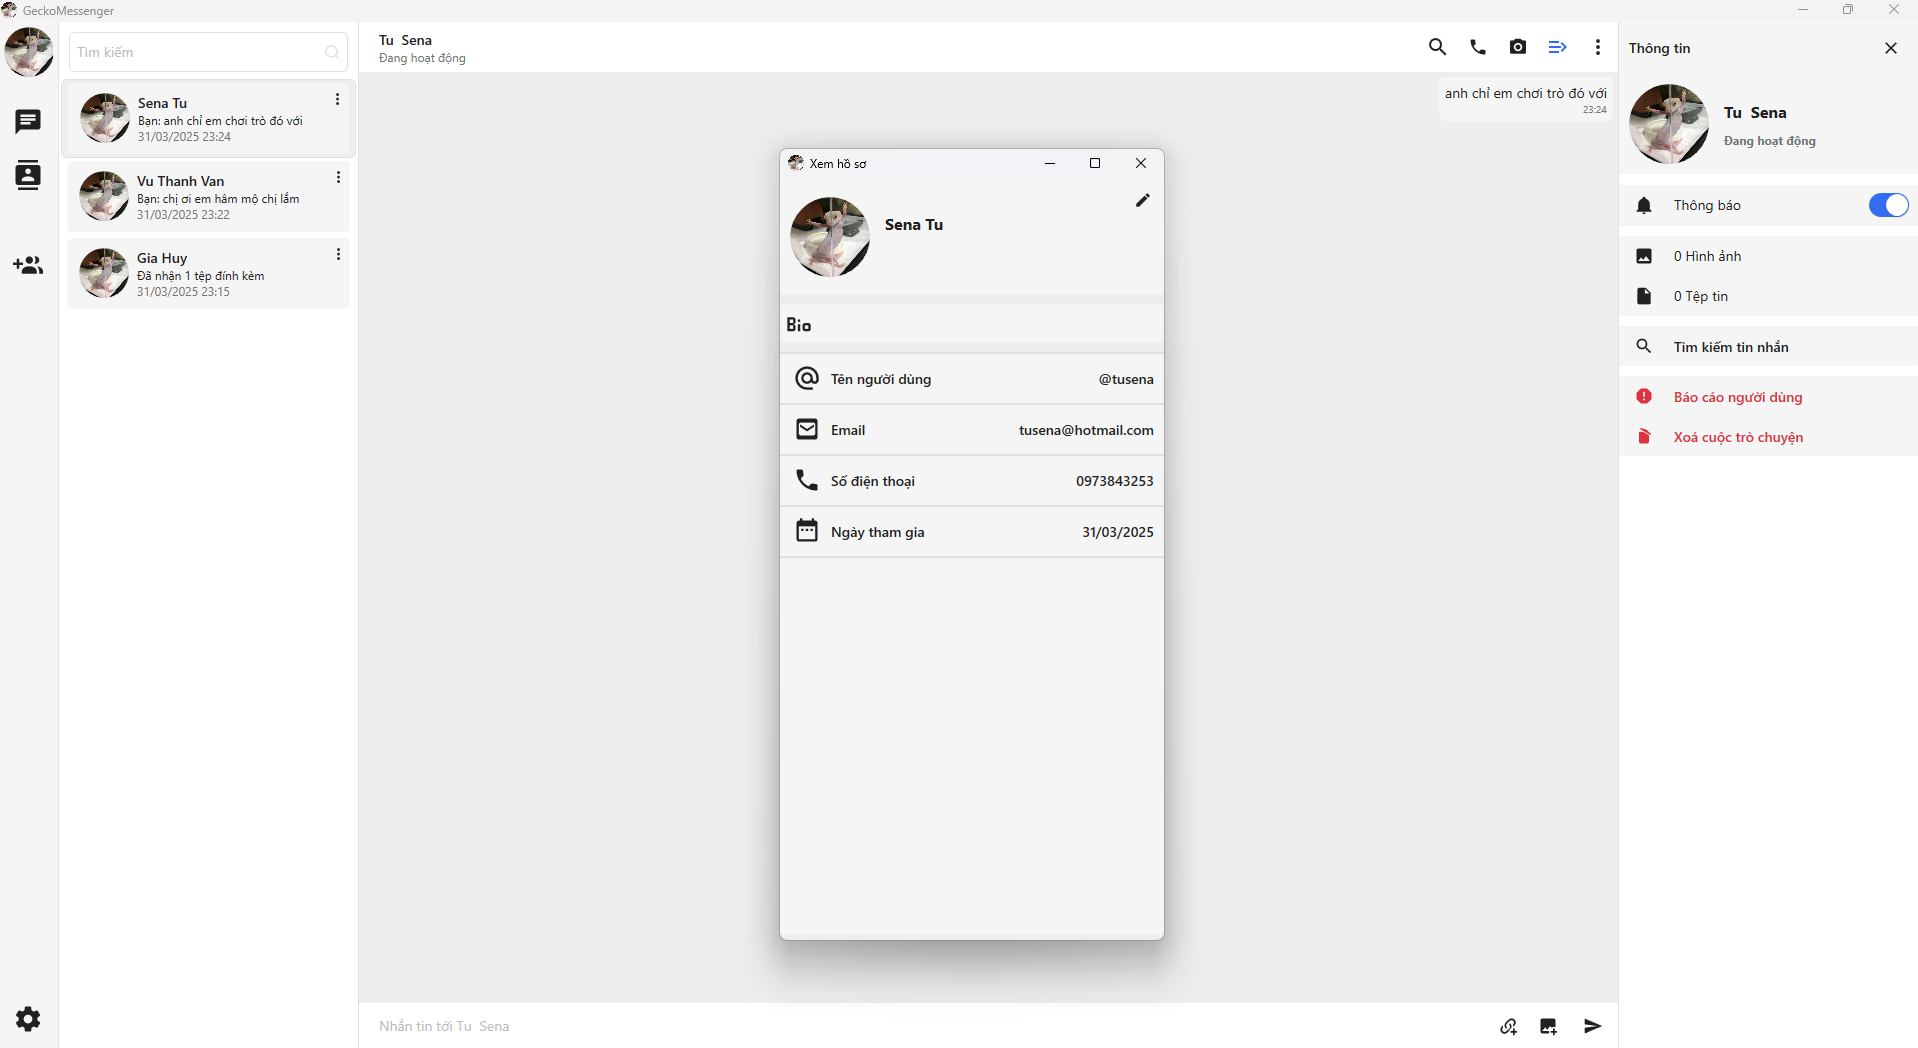 GeckoMessenger
Tìm kiếm
Sena Tu
Bạn: anh chỉ em chơi trò đó với
31/03/2025 23:24
Vu Thanh Van
Bạn: chị ơi em hâm mộ chị lắm
31/03/2025 23:22
Gia Huy
Đã nhận 1 tệp đính kèm
31/03/2025 23:15
Tu  Sena
Đang hoạt động
anh chỉ em chơi trò đó với
23:24
Xem hồ sơ
Sena Tu
Bio
Tên người dùng @tusena
Email tusena@hotmail.com
Số điện thoại 0973843253
Ngày tham gia 31/03/2025
Nhắn tin tới Tu  Sena
Thông tin
Tu  Sena
Đang hoạt động
Thông báo
0 Hình ảnh
0 Tệp tin
Tìm kiếm tin nhắn
Báo cáo người dùng
Xoá cuộc trò chuyện